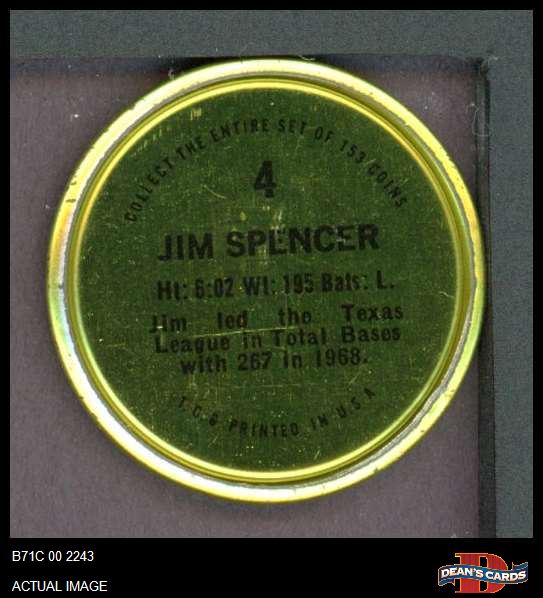 COLLECT THE ENTIRE SET OF 153 COINS
4
JIM SPENCER
Ht: 6:02 Wt: 195 Bats: L.
Jim led the Texas
League in Total Bases
with 267 in 1968.
T.C.G PRINTED IN U.S.A
B71C 00 2243
ACTUAL IMAGE
D
DEAN'S CARDS